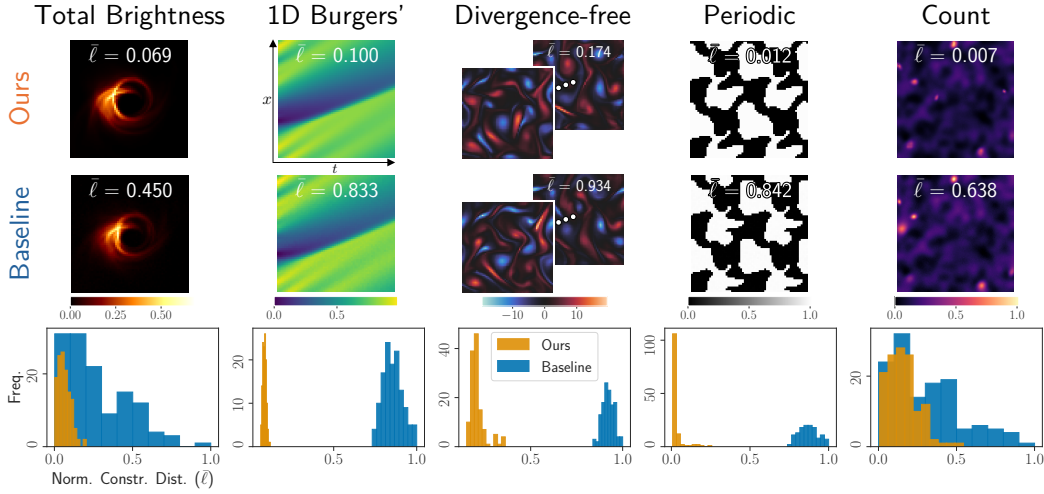 Total Brightness 1D Burgers' Divergence-free Periodic Count
Ours
ℓ̄ = 0.069 ℓ̄ = 0.100 ℓ̄ = 0.174 ℓ̄ = 0.012 ℓ̄ = 0.007
x
t
Baseline
ℓ̄ = 0.450 ℓ̄ = 0.833 ℓ̄ = 0.934 ℓ̄ = 0.842 ℓ̄ = 0.638
0.00 0.25 0.50 0.0 0.5 −10 0 10 0.0 0.5 1.0 0.0 0.5 1.0
Freq.
20
0
20
10
0
40
20
0
100
50
0
20
0
Ours
Baseline
0.0 0.5 1.0 0.0 0.5 1.0 0.0 0.5 1.0 0.0 0.5 1.0 0.0 0.5 1.0
Norm. Constr. Dist. (ℓ̄)